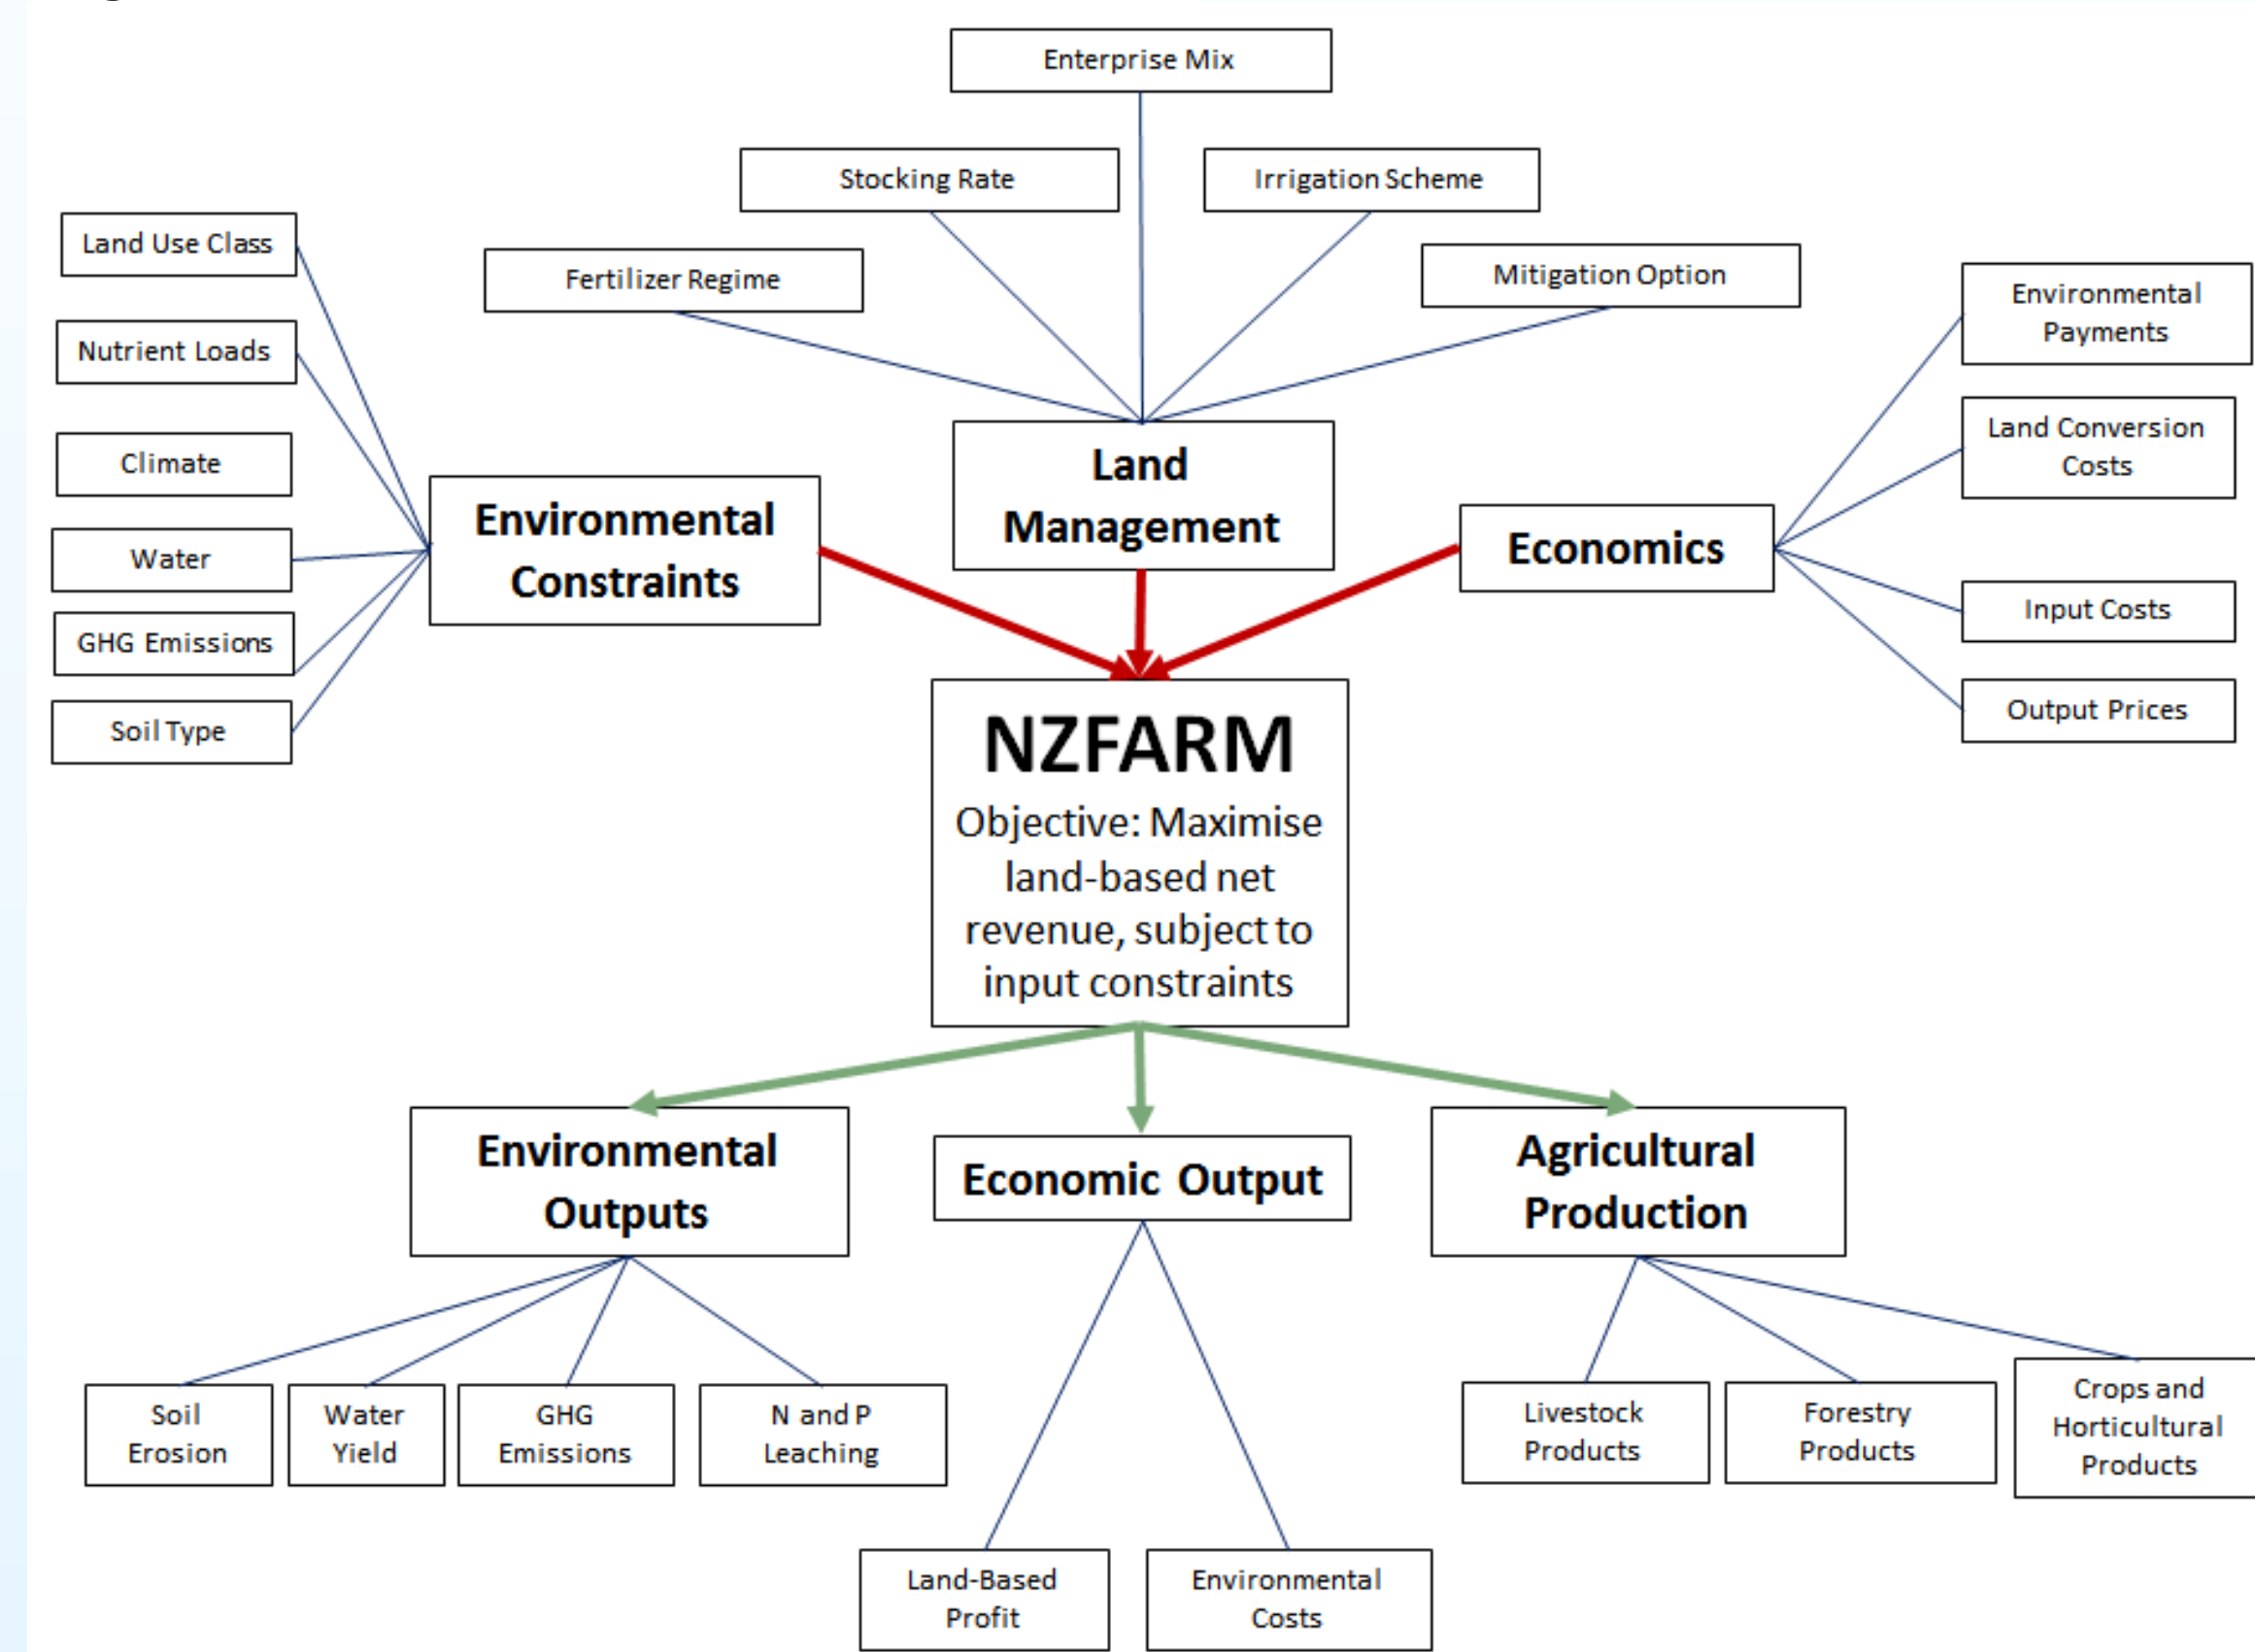 Enterprise Mix
Stocking Rate
Irrigation Scheme
Land Use Class
Fertilizer Regime
Mitigation Option
Environmental
Payments
Nutrient Loads
Land Conversion
Costs
Climate
Land
Management
Environmental
Constraints
Economics
Water
Input Costs
GHG Emissions
Output Prices
Soil Type
NZFARM
Objective: Maximise
land-based net
revenue, subject to
input constraints
Environmental
Outputs
Economic Output
Agricultural
Production
Soil
Erosion
Water
Yield
GHG
Emissions
N and P
Leaching
Livestock
Products
Forestry
Products
Crops and
Horticultural
Products
Land-Based
Profit
Environmental
Costs